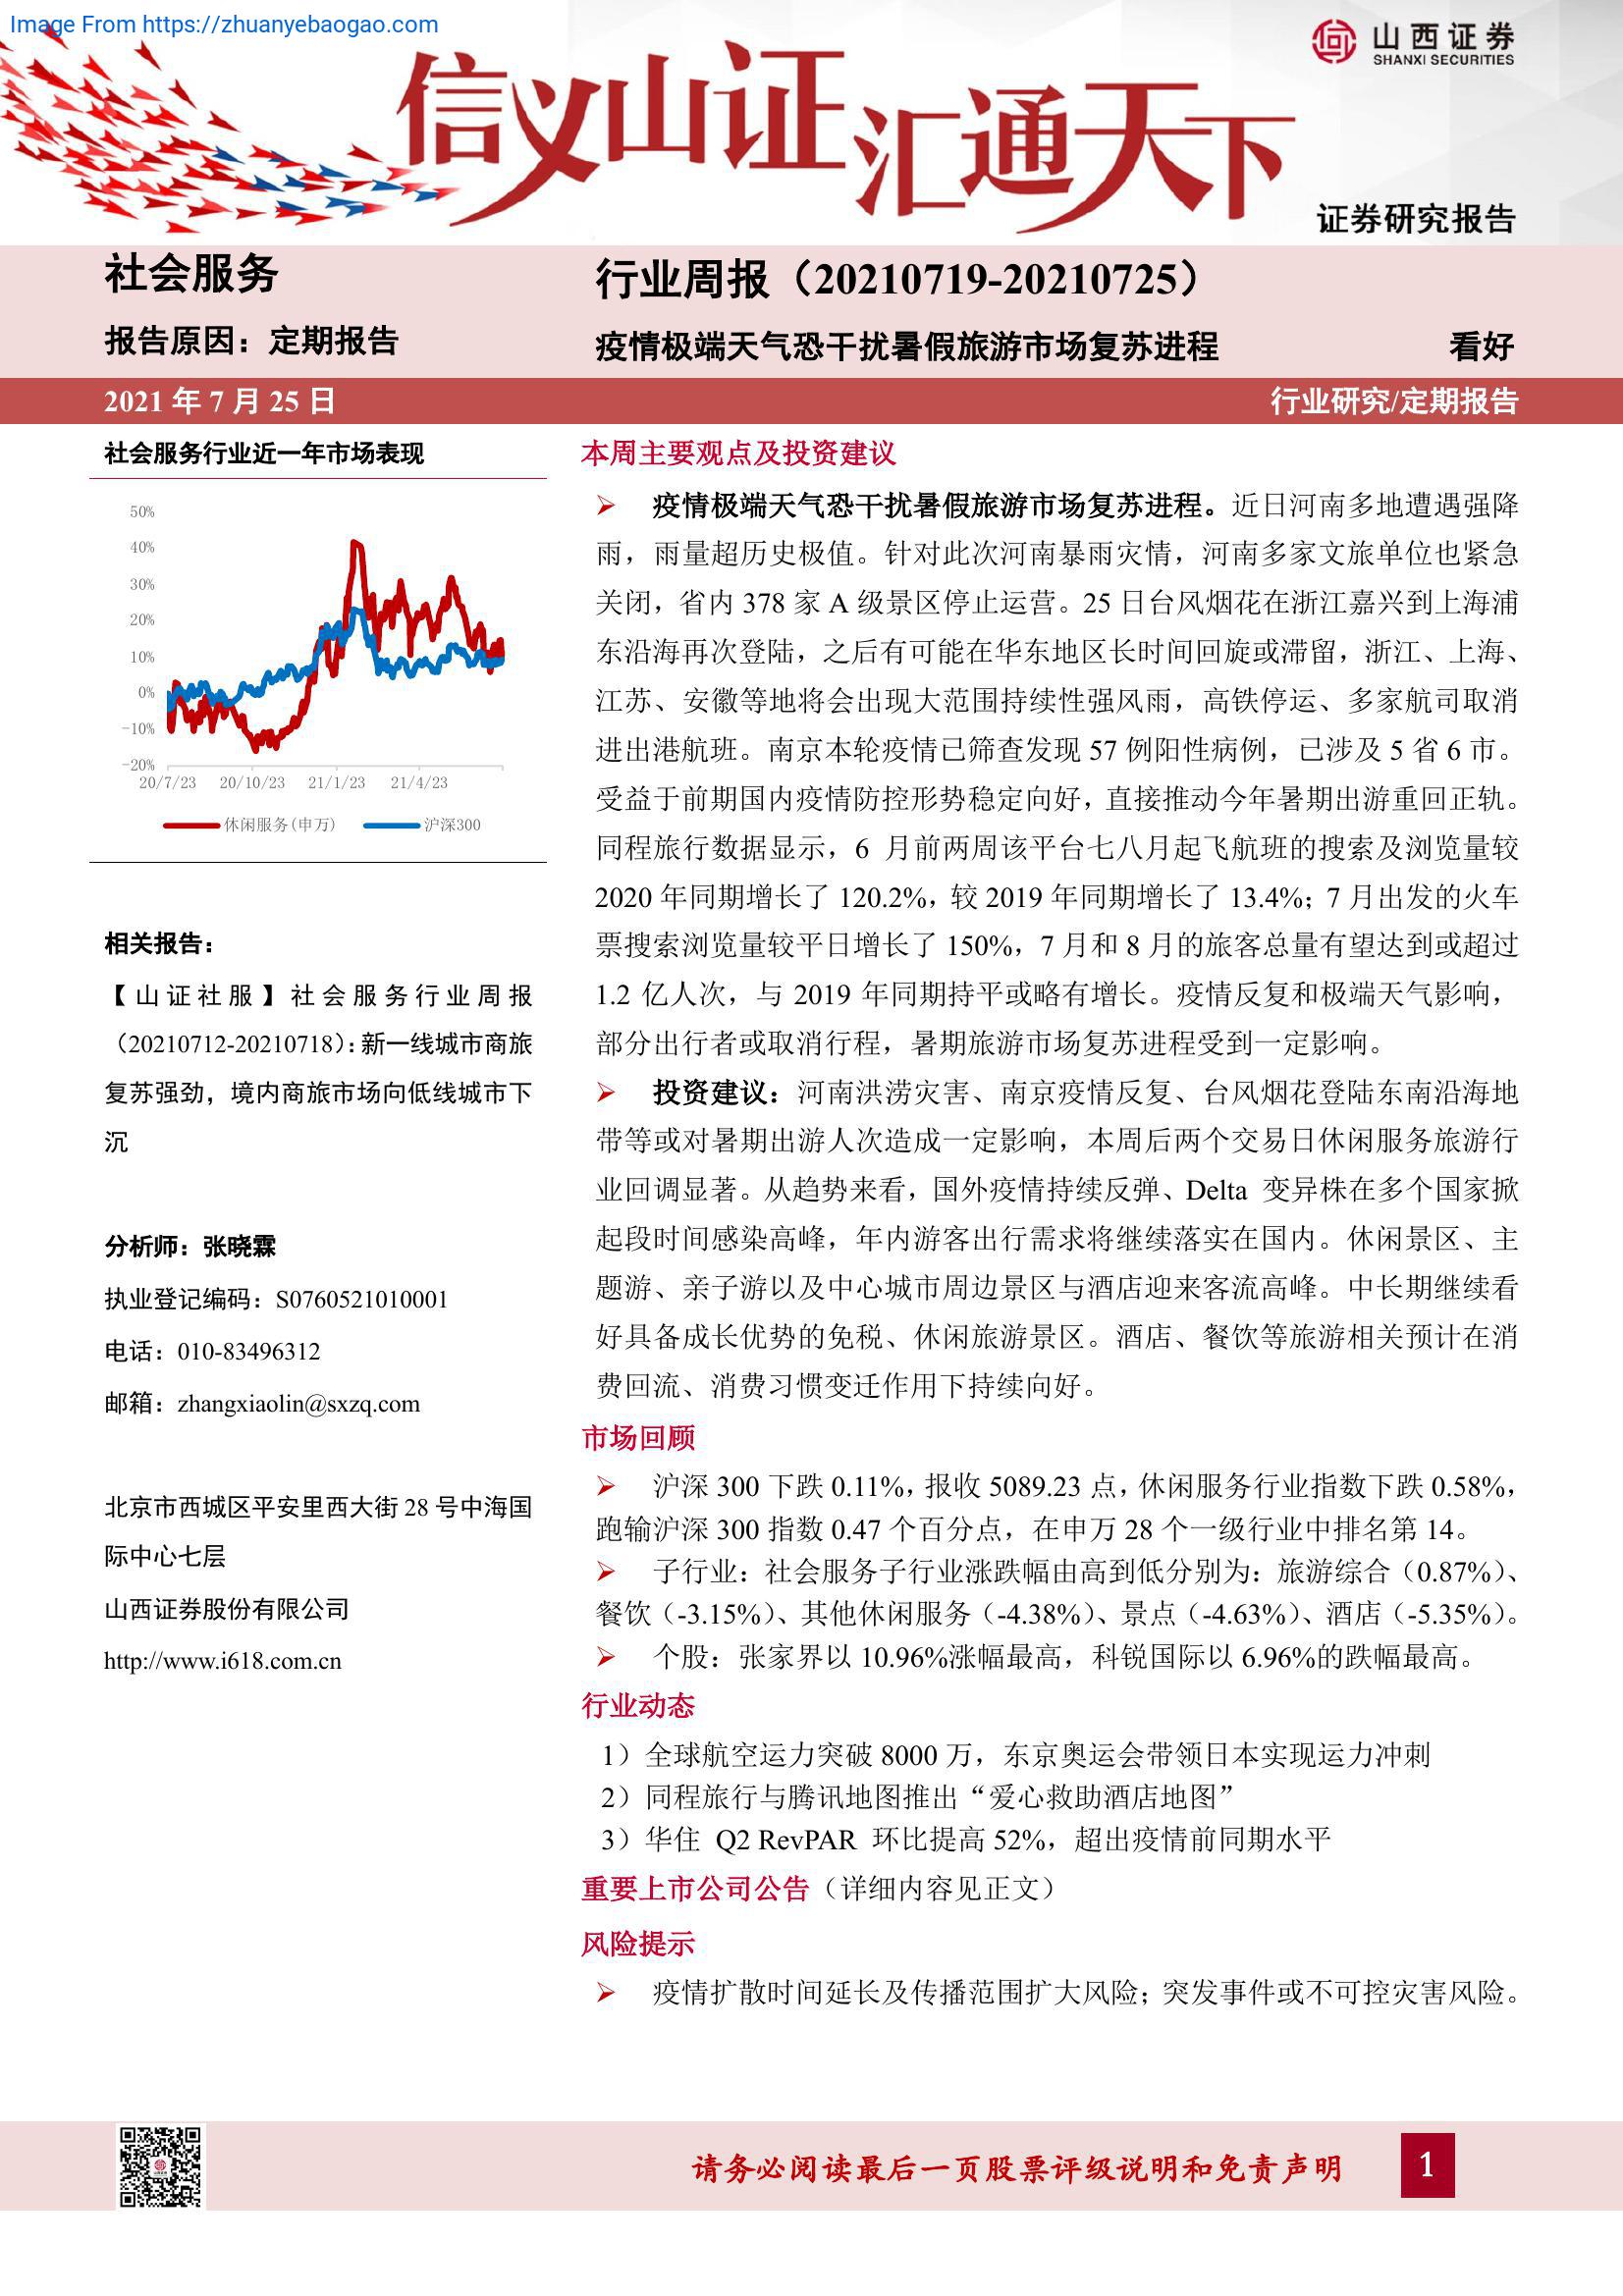 Image From https://zhuanyebaogao.com
山西证券
SHANXI SECURITIES
信义山证汇通天下
证券研究报告
社会服务
行业周报（20210719-20210725）
报告原因：定期报告
疫情极端天气恐干扰暑假旅游市场复苏进程
看好
2021 年 7 月 25 日
行业研究/定期报告
社会服务行业近一年市场表现
50%
40%
30%
20%
10%
0%
-10%
-20%
20/7/23 20/10/23 21/1/23 21/4/23
休闲服务(申万) 沪深300
相关报告：
【山证社服】社会服务行业周报
（20210712-20210718）：新一线城市商旅
复苏强劲，境内商旅市场向低线城市下
沉
分析师：张晓霖
执业登记编码：S0760521010001
电话：010-83496312
邮箱：zhangxiaolin@sxzq.com
北京市西城区平安里西大街 28 号中海国
际中心七层
山西证券股份有限公司
http://www.i618.com.cn
本周主要观点及投资建议
➢ 疫情极端天气恐干扰暑假旅游市场复苏进程。近日河南多地遭遇强降
雨，雨量超历史极值。针对此次河南暴雨灾情，河南多家文旅单位也紧急
关闭，省内 378 家 A 级景区停止运营。25 日台风烟花在浙江嘉兴到上海浦
东沿海再次登陆，之后有可能在华东地区长时间回旋或滞留，浙江、上海、
江苏、安徽等地将会出现大范围持续性强风雨，高铁停运、多家航司取消
进出港航班。南京本轮疫情已筛查发现 57 例阳性病例，已涉及 5 省 6 市。
受益于前期国内疫情防控形势稳定向好，直接推动今年暑期出游重回正轨。
同程旅行数据显示，6 月前两周该平台七八月起飞航班的搜索及浏览量较
2020 年同期增长了 120.2%，较 2019 年同期增长了 13.4%；7 月出发的火车
票搜索浏览量较平日增长了 150%，7 月和 8 月的旅客总量有望达到或超过
1.2 亿人次，与 2019 年同期持平或略有增长。疫情反复和极端天气影响，
部分出行者或取消行程，暑期旅游市场复苏进程受到一定影响。
➢ 投资建议：河南洪涝灾害、南京疫情反复、台风烟花登陆东南沿海地
带等或对暑期出游人次造成一定影响，本周后两个交易日休闲服务旅游行
业回调显著。从趋势来看，国外疫情持续反弹、Delta 变异株在多个国家掀
起段时间感染高峰，年内游客出行需求将继续落实在国内。休闲景区、主
题游、亲子游以及中心城市周边景区与酒店迎来客流高峰。中长期继续看
好具备成长优势的免税、休闲旅游景区。酒店、餐饮等旅游相关预计在消
费回流、消费习惯变迁作用下持续向好。
市场回顾
➢ 沪深 300 下跌 0.11%，报收 5089.23 点，休闲服务行业指数下跌 0.58%，
跑输沪深 300 指数 0.47 个百分点，在申万 28 个一级行业中排名第 14。
➢ 子行业：社会服务子行业涨跌幅由高到低分别为：旅游综合（0.87%）、
餐饮（-3.15%）、其他休闲服务（-4.38%）、景点（-4.63%）、酒店（-5.35%）。
➢ 个股：张家界以 10.96%涨幅最高，科锐国际以 6.96%的跌幅最高。
行业动态
1）全球航空运力突破 8000 万，东京奥运会带领日本实现运力冲刺
2）同程旅行与腾讯地图推出“爱心救助酒店地图”
3）华住 Q2 RevPAR 环比提高 52%，超出疫情前同期水平
重要上市公司公告（详细内容见正文）
风险提示
➢ 疫情扩散时间延长及传播范围扩大风险；突发事件或不可控灾害风险。
请务必阅读最后一页股票评级说明和免责声明
1